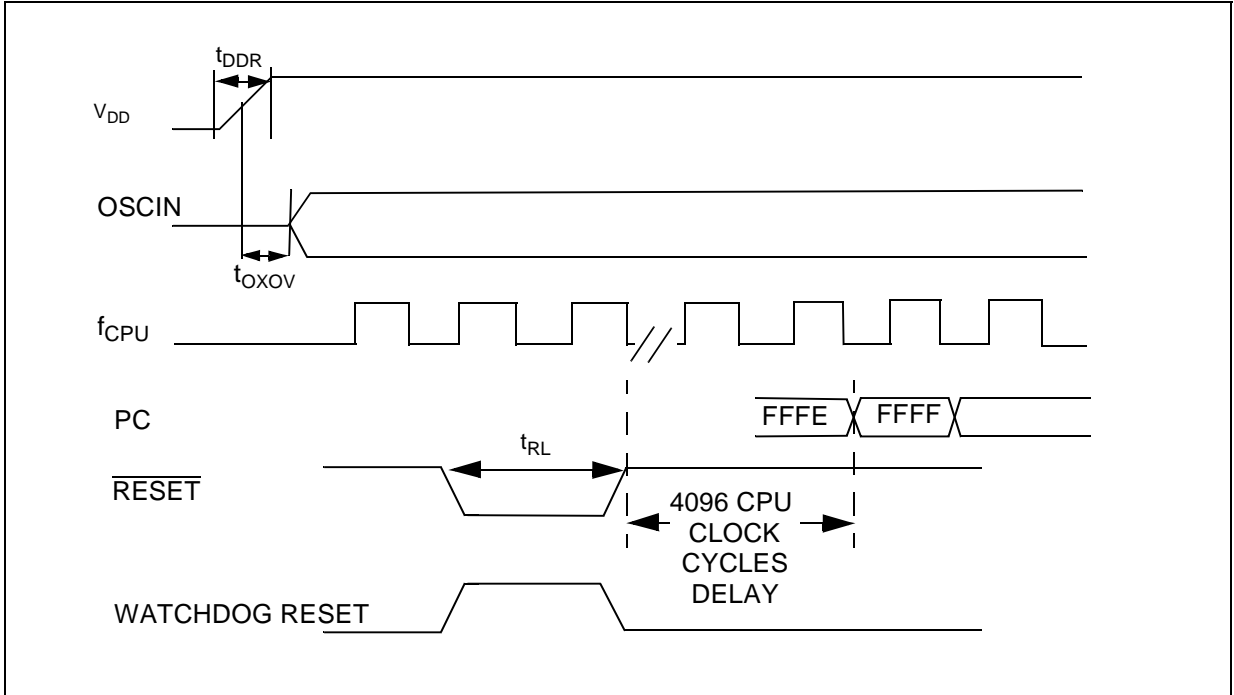 tDDR
VDD
OSCIN
tOXOV
fCPU
PC
FFFE
FFFF
tRL
RESET
4096 CPU
CLOCK
CYCLES
DELAY
WATCHDOG RESET